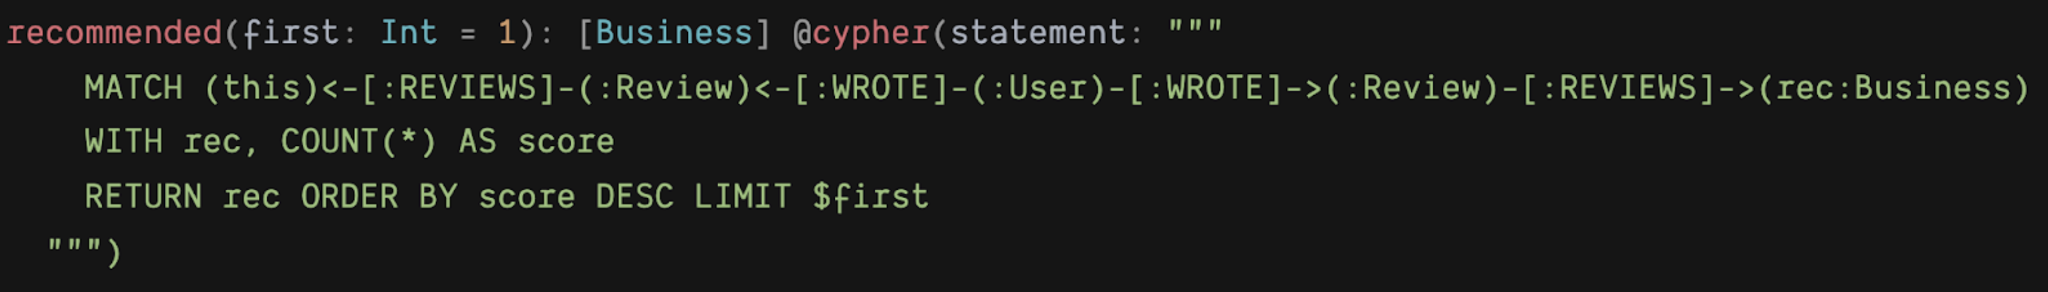 recommended(first: Int = 1): [Business] @cypher(statement: """
MATCH (this)<-[:REVIEWS]-(:Review)<-[:WROTE]-(:User)-[:WROTE]->(:Review)-[:REVIEWS]->(rec:Business)
WITH rec, COUNT(*) AS score
RETURN rec ORDER BY score DESC LIMIT $first
""")